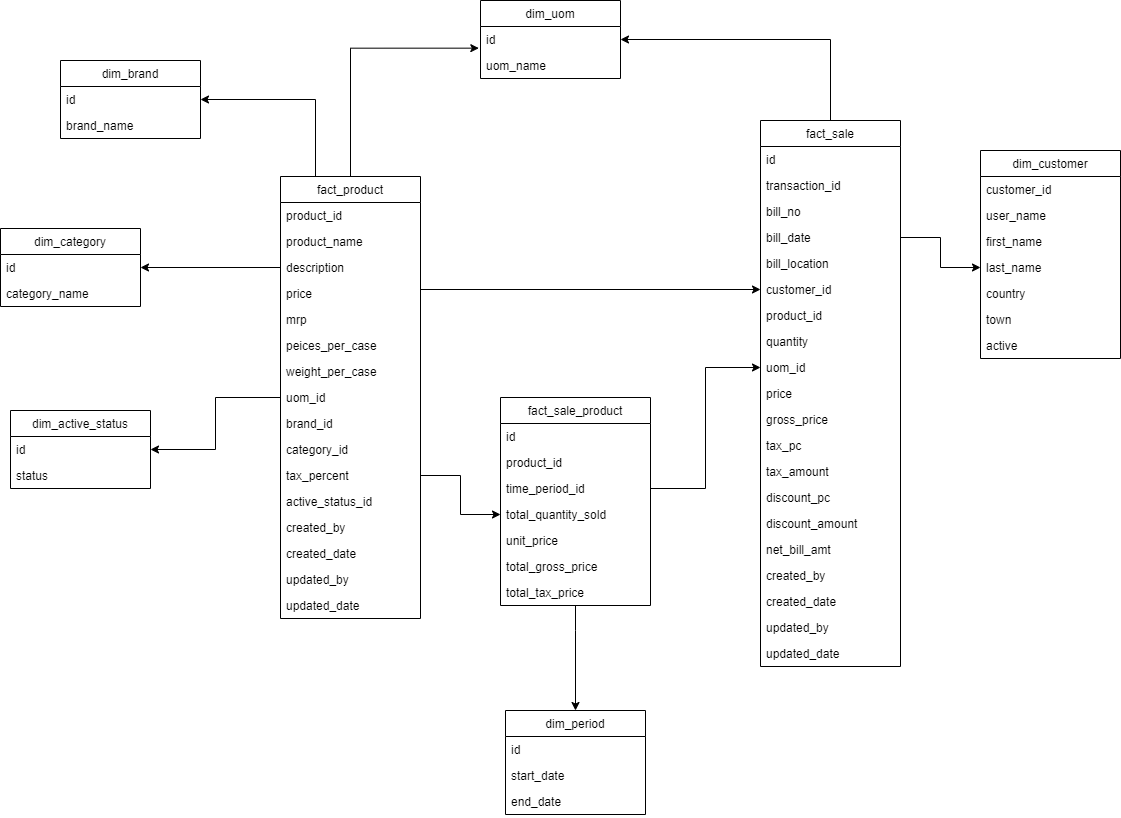 dim_uom
id
uom_name
dim_brand
id
brand_name
fact_product
product_id
product_name
description
price
mrp
peices_per_case
weight_per_case
uom_id
brand_id
category_id
tax_percent
active_status_id
created_by
created_date
updated_by
updated_date
dim_category
id
category_name
dim_active_status
id
status
fact_sale_product
id
product_id
time_period_id
total_quantity_sold
unit_price
total_gross_price
total_tax_price
fact_sale
id
transaction_id
bill_no
bill_date
bill_location
customer_id
product_id
quantity
uom_id
price
gross_price
tax_pc
tax_amount
discount_pc
discount_amount
net_bill_amt
created_by
created_date
updated_by
updated_date
dim_customer
customer_id
user_name
first_name
last_name
country
town
active
dim_period
id
start_date
end_date